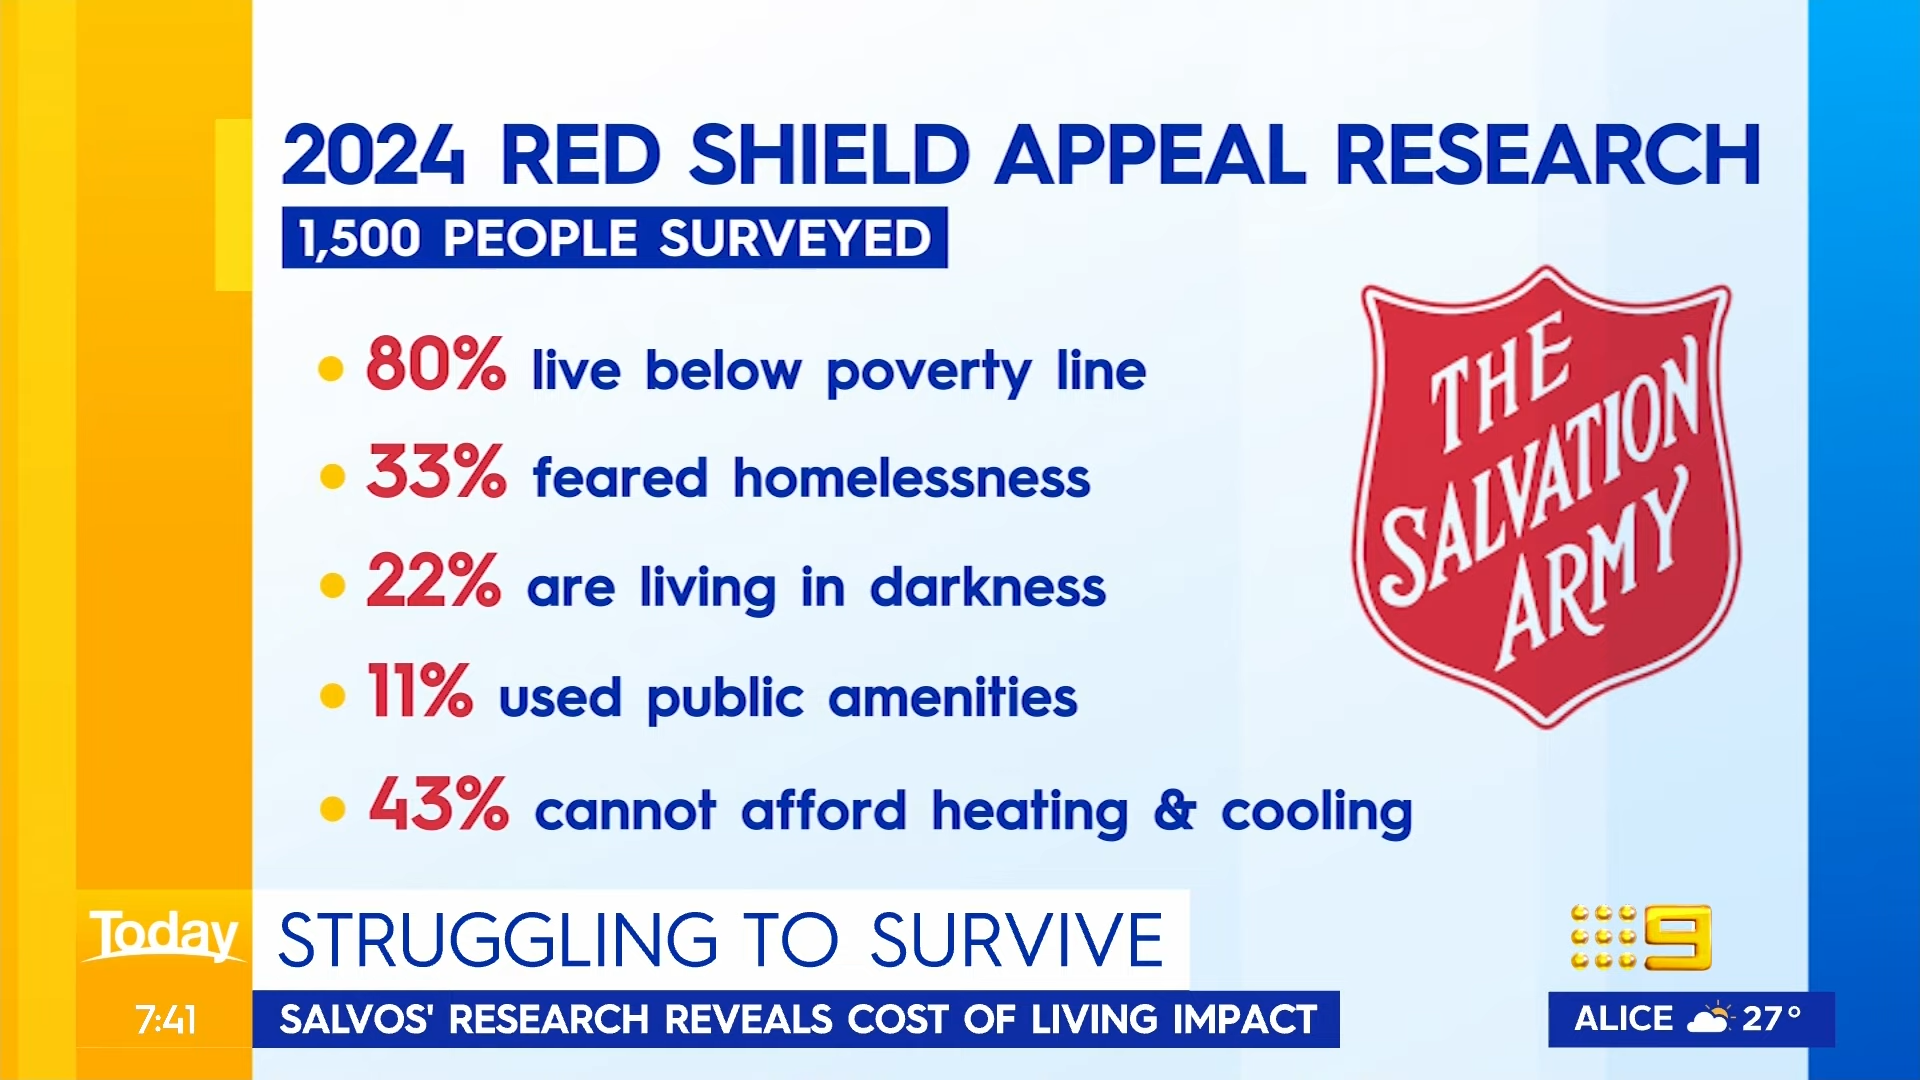 2024 RED SHIELD APPEAL RESEARCH
1,500 PEOPLE SURVEYED
80% live below poverty line
33% feared homelessness
22% are living in darkness
11% used public amenities
43% cannot afford heating & cooling
THE
SALVATION
ARMY
Today
STRUGGLING TO SURVIVE
9
7:41
SALVOS' RESEARCH REVEALS COST OF LIVING IMPACT
ALICE 27°